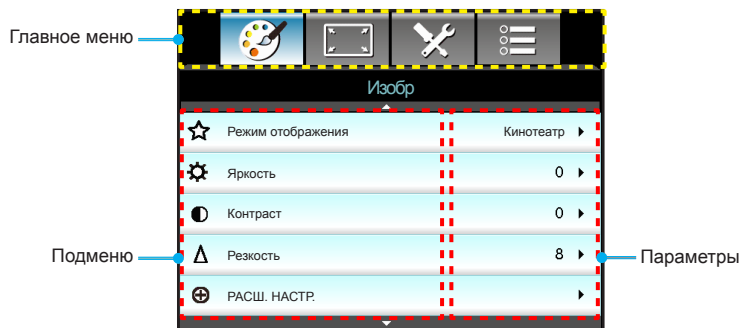 Главное меню
Изобр
Режим отображения Кинотеатр
Яркость 0
Контраст 0
Подменю
Резкость 8
Параметры
РАСШ. НАСТР.